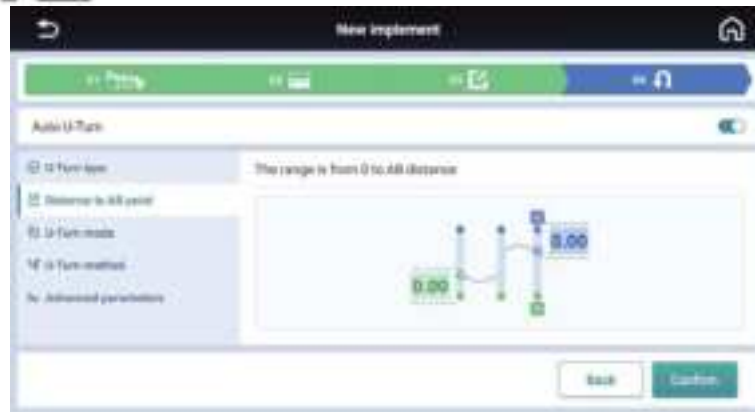 New implement
Auto U-Turn
U-Turn type
The range is from 0 to AB distance
Distance to AB point
U-Turn mode
0.00
U-Turn method
0.00
Advanced parameters
Back
Confirm